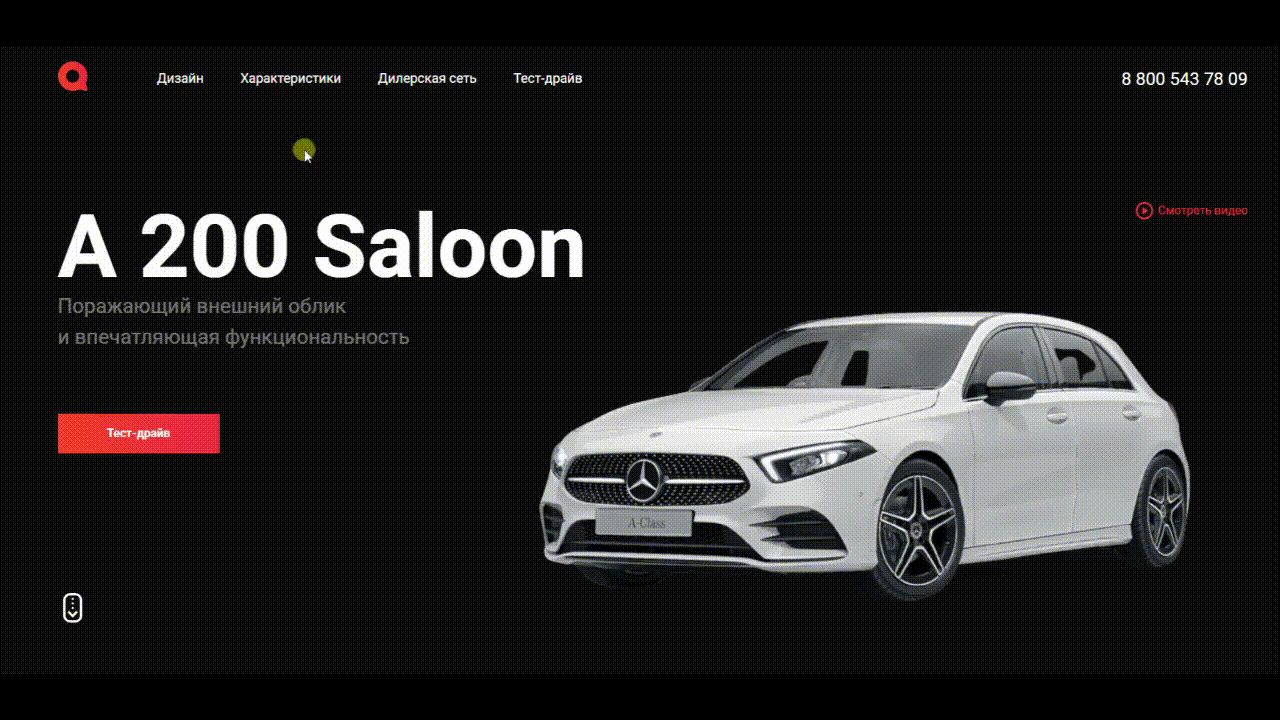 Дизайн
Характеристики
Дилерская сеть
Тест-драйв
8 800 543 78 09
Смотреть видео
A 200 Saloon
Поражающий внешний облик
и впечатляющая функциональность
Тест-драйв
A-Class